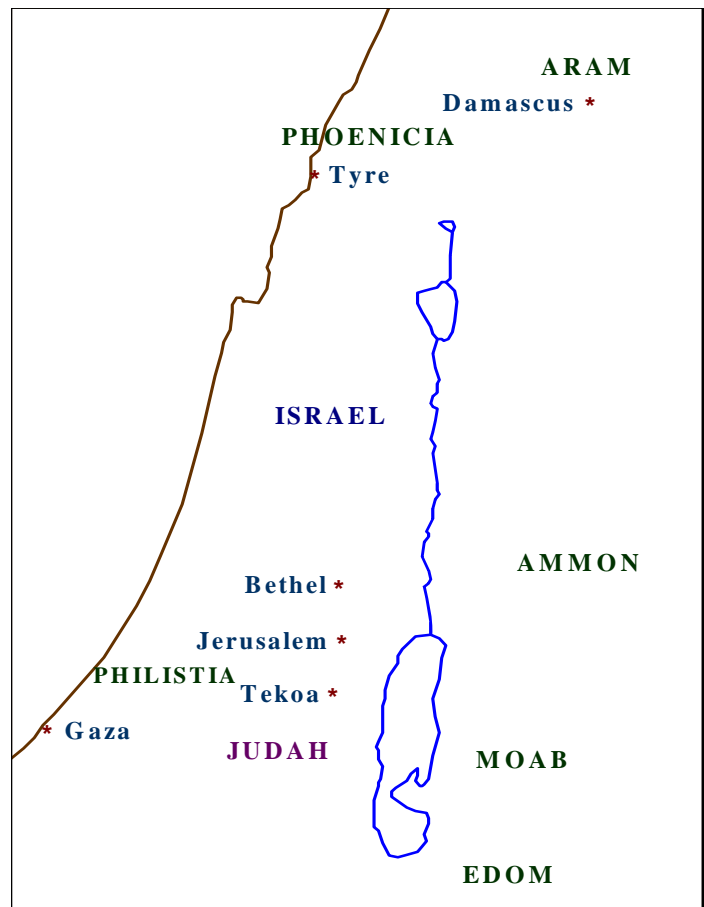 ARAM
Damascus *
PHOENICIA
* Tyre
ISRAEL
AMMON
Bethel *
Jerusalem *
PHILISTIA
Tekoa *
* Gaza
JUDAH
MOAB
EDOM